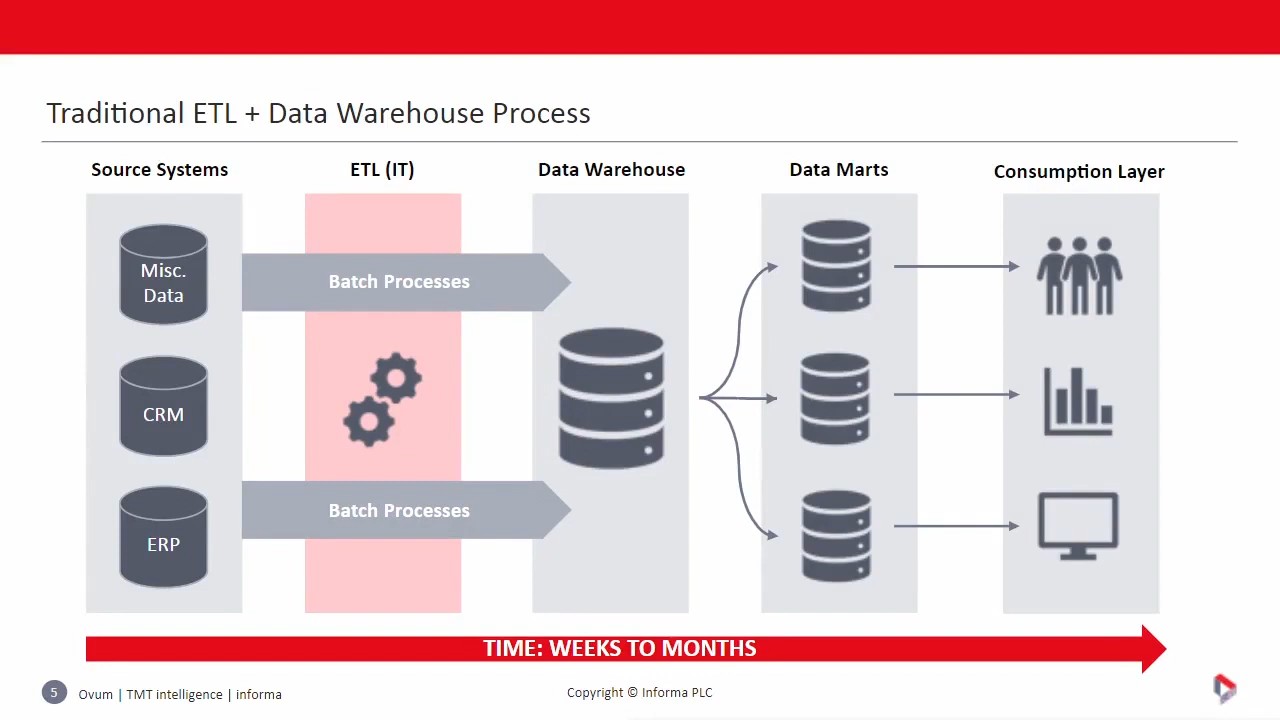 Traditional ETL + Data Warehouse Process
Source Systems
ETL (IT)
Data Warehouse
Data Marts
Consumption Layer
Misc.
Data
Batch Processes
CRM
Batch Processes
ERP
TIME: WEEKS TO MONTHS
5
Ovum | TMT intelligence | informa
Copyright © Informa PLC